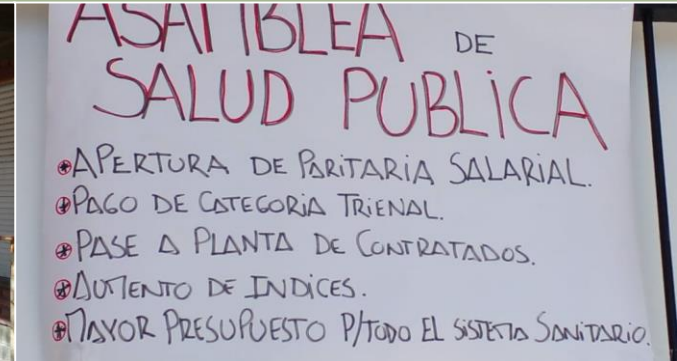 ASAMBLEA DE
SALUD PUBLICA
APERTURA DE PARITARIA SALARIAL.
PAGO DE CATEGORIA TRIENAL.
PASE A PLANTA DE CONTRATADOS.
AUMENTO DE INDICES.
MAYOR PRESUPUESTO P/TODO EL SISTEMA SANITARIO.